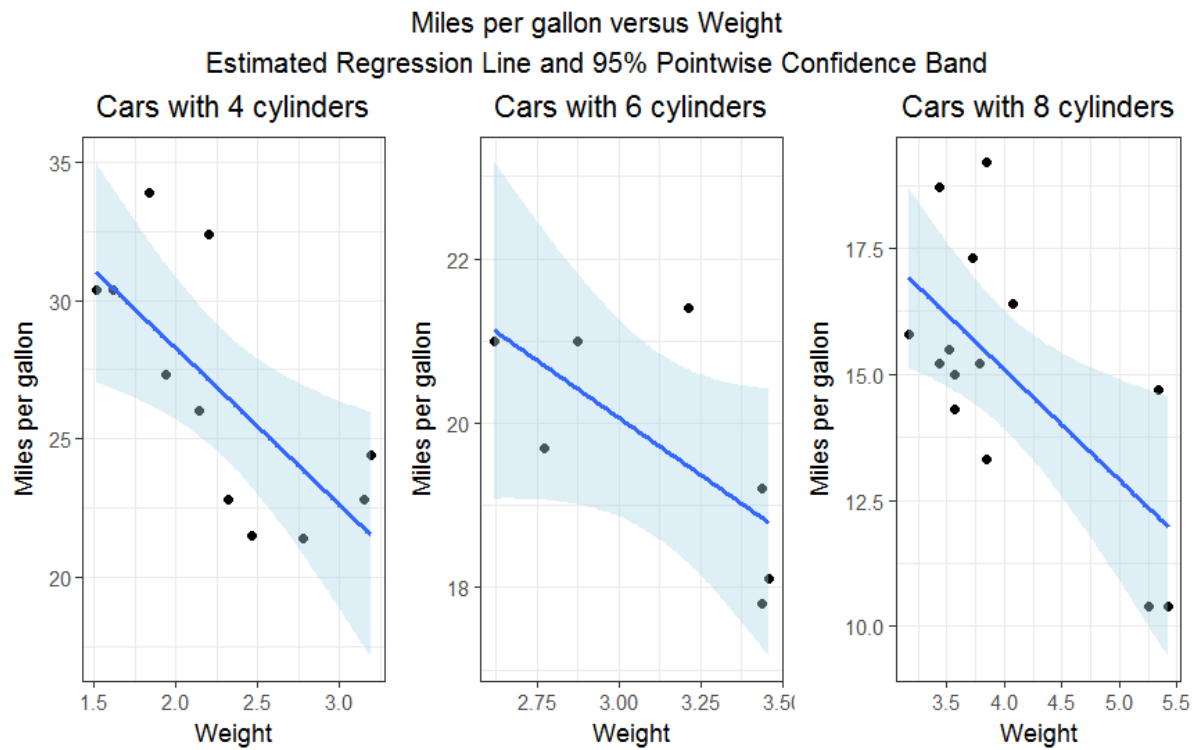 Miles per gallon versus Weight
Estimated Regression Line and 95% Pointwise Confidence Band
Cars with 4 cylinders
Miles per gallon
35
30
25
20
1.5 2.0 2.5 3.0
Weight
Cars with 6 cylinders
Miles per gallon
22
20
18
2.75 3.00 3.25 3.50
Weight
Cars with 8 cylinders
Miles per gallon
17.5
15.0
12.5
10.0
3.5 4.0 4.5 5.0 5.5
Weight